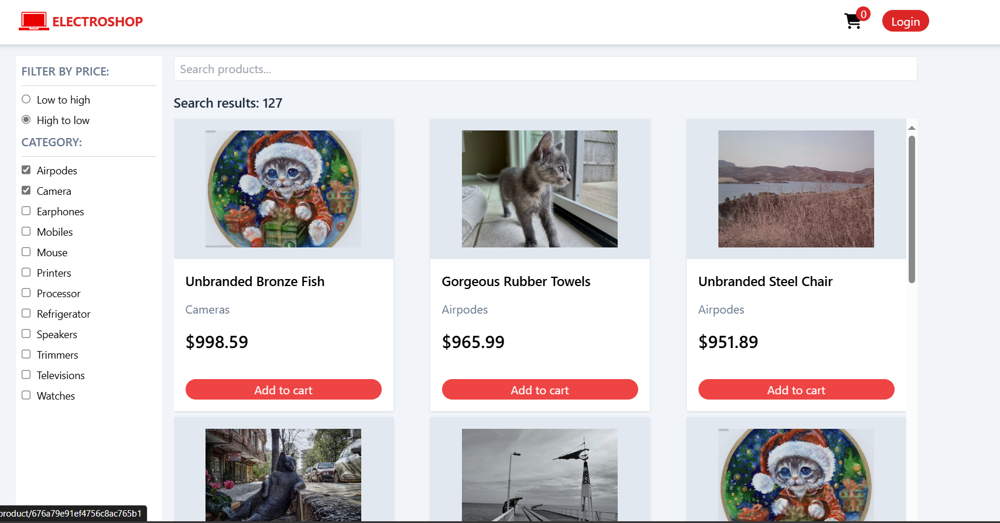 ELECTROSHOP
0
Login
FILTER BY PRICE:
Low to high
High to low
CATEGORY:
Airpodes
Camera
Earphones
Mobiles
Mouse
Printers
Processor
Refrigerator
Speakers
Trimmers
Televisions
Watches
Search products...
Search results: 127
Unbranded Bronze Fish
Cameras
$998.59
Add to cart
Gorgeous Rubber Towels
Airpodes
$965.99
Add to cart
Unbranded Steel Chair
Airpodes
$951.89
Add to cart
product/676a79e91ef4756c8ac765b1